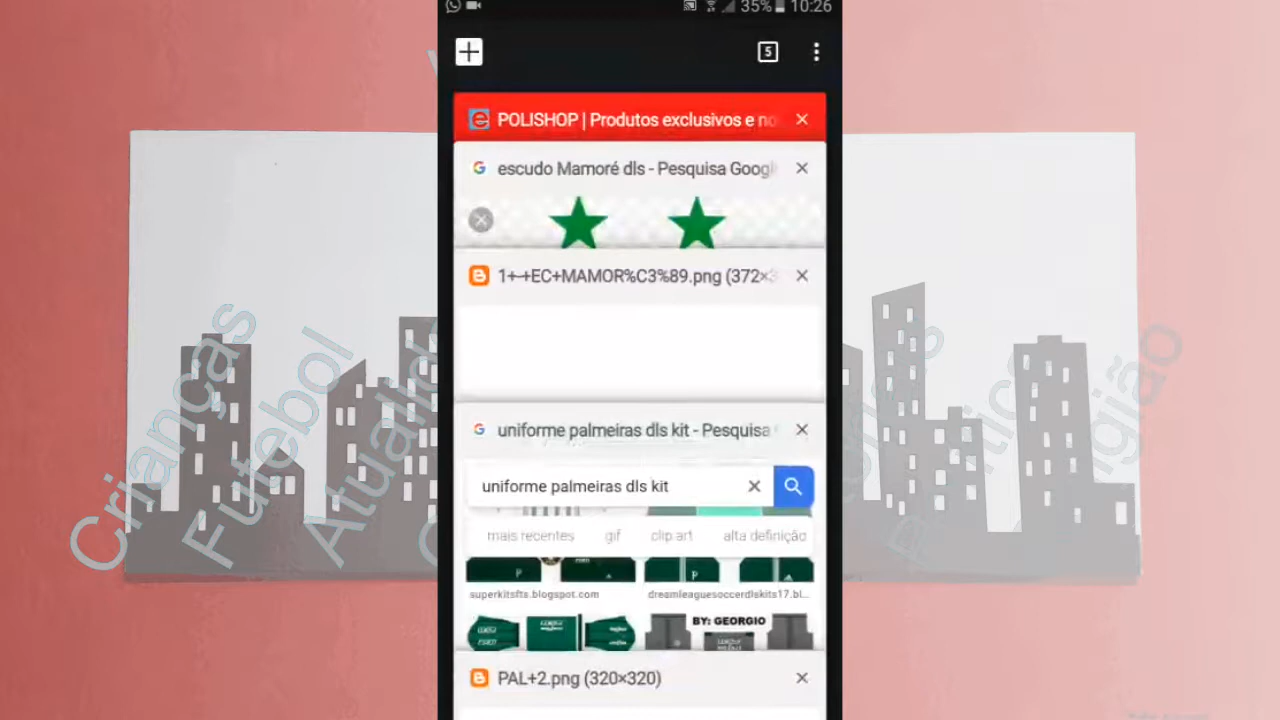 35% 10:26
5
POLISHOP | Produtos exclusivos e no
escudo Mamoré dls - Pesquisa Googl
1+-+EC+MAMOR%C3%89.png (372×3
uniforme palmeiras dls kit - Pesquisa
uniforme palmeiras dls kit
mais recentes gif clip art alta definição
superkitsfts.blogspot.com dreamleaguesoccerdlskits17.bl...
BY: GEORGIO
PAL+2.png (320×320)
Crianças
Futebol
Atualid